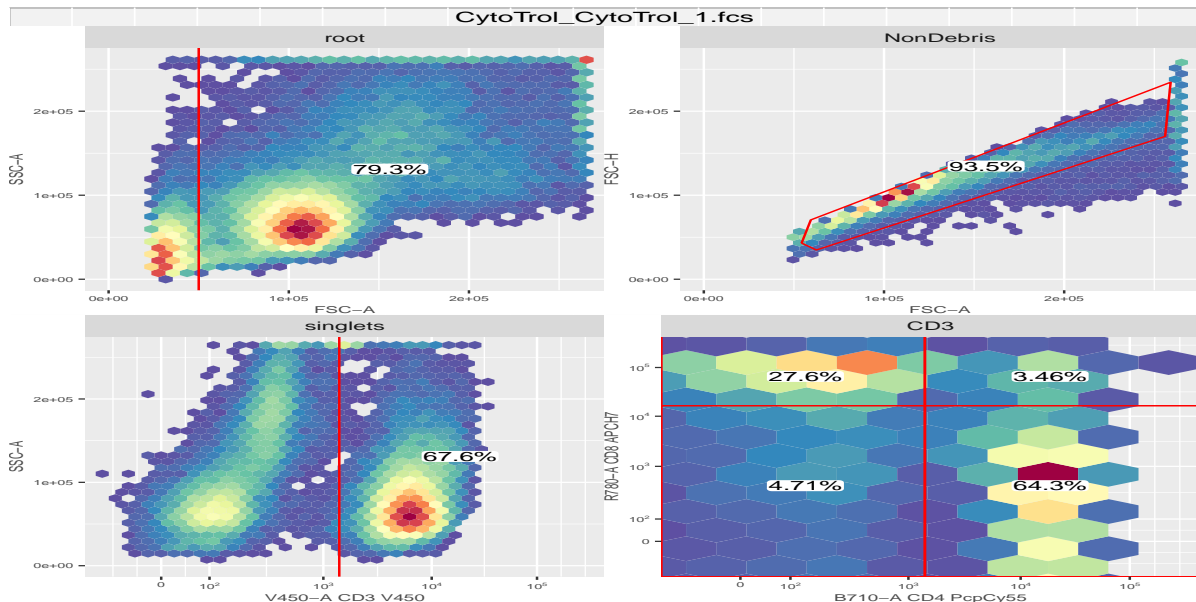 CytoTrol_CytoTrol_1.fcs
root
SSC-A
2e+05
1e+05
0e+00
79.3%
0e+00 1e+05 2e+05
FSC-A
NonDebris
FSC-H
2e+05
1e+05
0e+00
93.5%
0e+00 1e+05 2e+05
FSC-A
singlets
SSC-A
2e+05
1e+05
0e+00
67.6%
0 10² 10³ 10⁴ 10⁵
V450-A CD3 V450
CD3
R780-A CD8 APCH7
10⁵
10⁴
10³
10²
0
27.6% 3.46%
4.71% 64.3%
0 10² 10³ 10⁴ 10⁵
B710-A CD4 PcpCy55